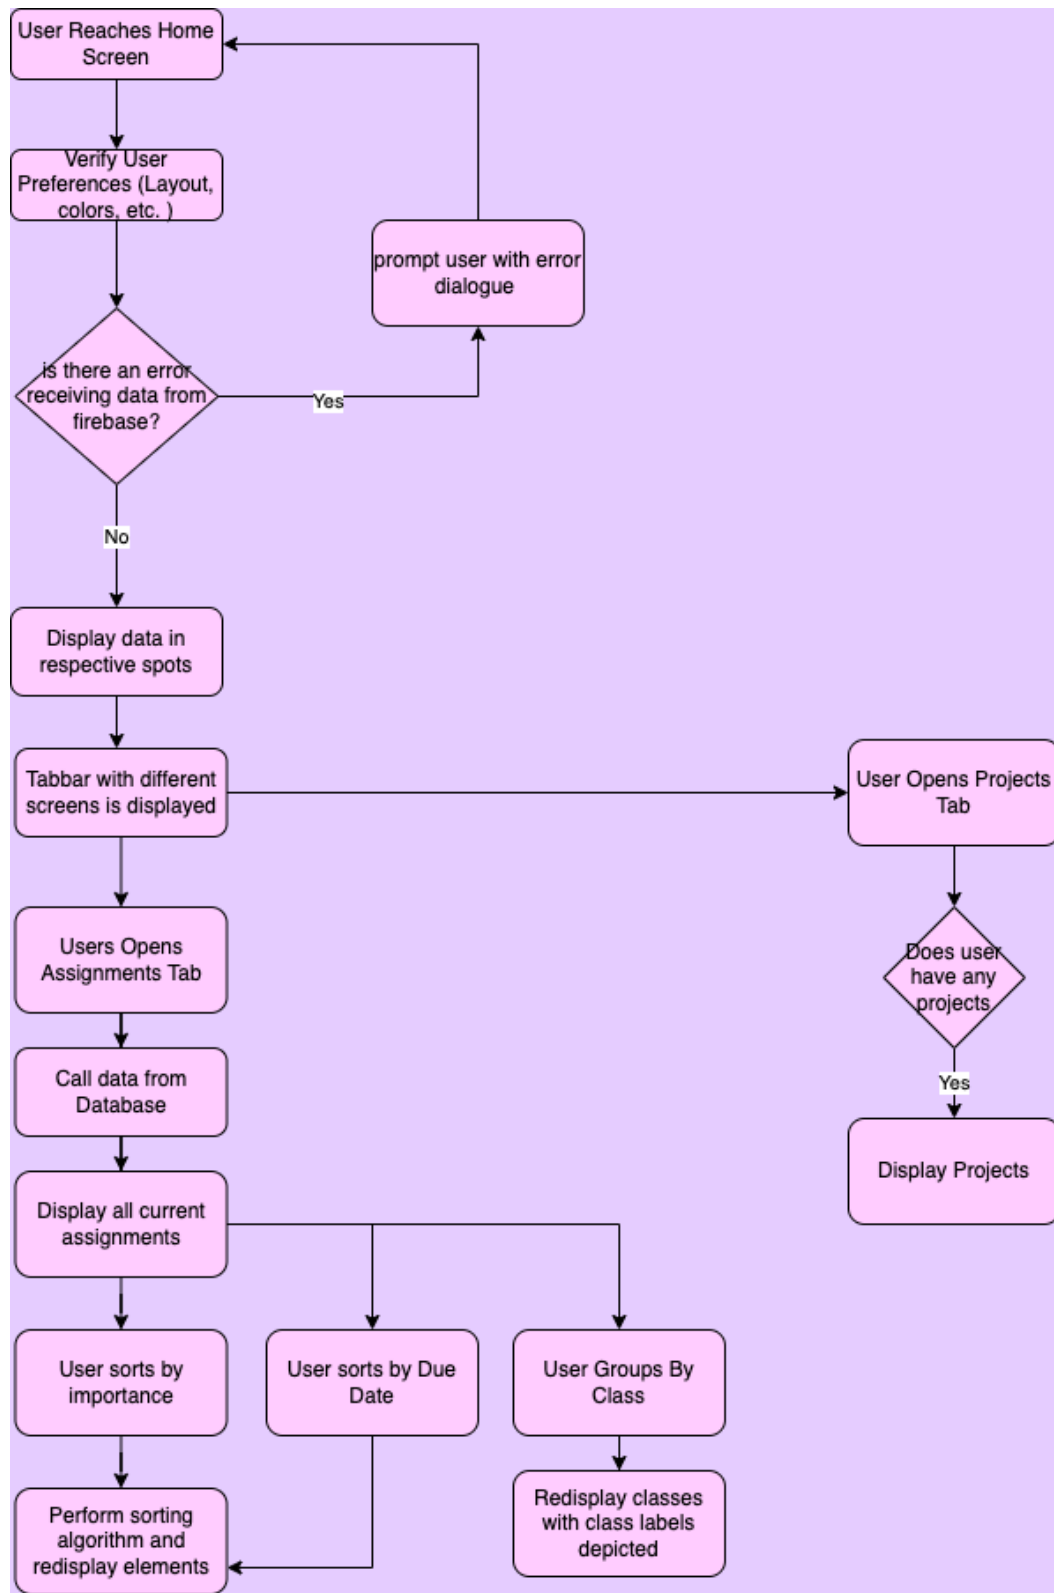 User Reaches Home
Screen
Verify User
Preferences (Layout,
colors, etc. )
prompt user with error
dialogue
is there an error
receiving data from
firebase?
Yes
No
Display data in
respective spots
Tabbar with different
screens is displayed
User Opens Projects
Tab
Users Opens
Assignments Tab
Does user
have any
projects
Call data from
Database
Yes
Display Projects
Display all current
assignments
User sorts by
importance
User sorts by Due
Date
User Groups By
Class
Perform sorting
algorithm and
redisplay elements
Redisplay classes
with class labels
depicted